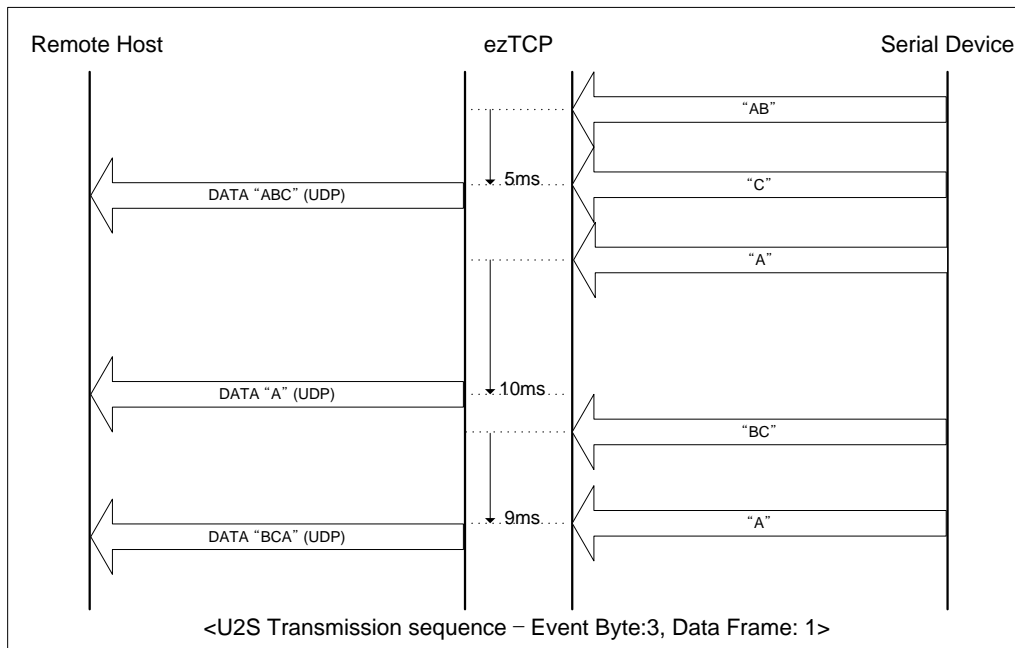 Remote Host
ezTCP
Serial Device
“AB”
5ms
“C”
DATA “ABC” (UDP)
“A”
10ms
DATA “A” (UDP)
“BC”
9ms
“A”
DATA “BCA” (UDP)
<U2S Transmission sequence – Event Byte:3, Data Frame: 1>